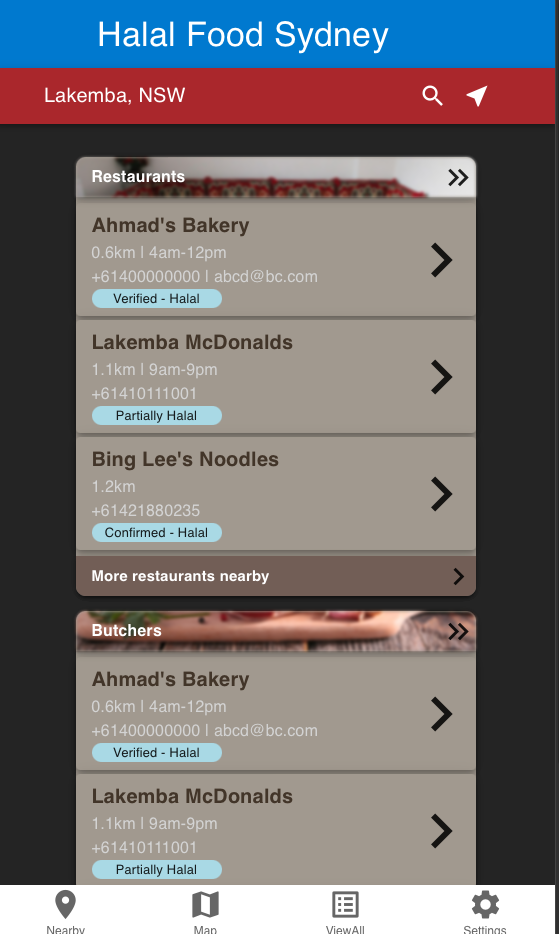 Halal Food Sydney
Lakemba, NSW
Restaurants
Ahmad's Bakery
0.6km | 4am-12pm
+61400000000 | abcd@bc.com
Verified - Halal
Lakemba McDonalds
1.1km | 9am-9pm
+61410111001
Partially Halal
Bing Lee's Noodles
1.2km
+61421880235
Confirmed - Halal
More restaurants nearby
Butchers
Ahmad's Bakery
0.6km | 4am-12pm
+61400000000 | abcd@bc.com
Verified - Halal
Lakemba McDonalds
1.1km | 9am-9pm
+61410111001
Partially Halal
Nearby
Map
ViewAll
Settings